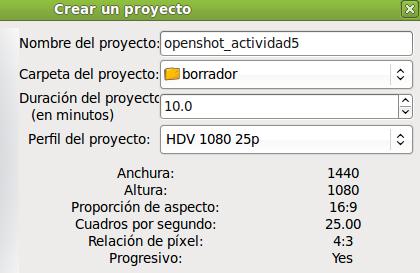 Crear un proyecto
Nombre del proyecto: openshot_actividad5
Carpeta del proyecto: borrador
Duración del proyecto 10.0
(en minutos)
Perfil del proyecto: HDV 1080 25p
Anchura: 1440
Altura: 1080
Proporción de aspecto: 16:9
Cuadros por segundo: 25.00
Relación de píxel: 4:3
Progresivo: Yes